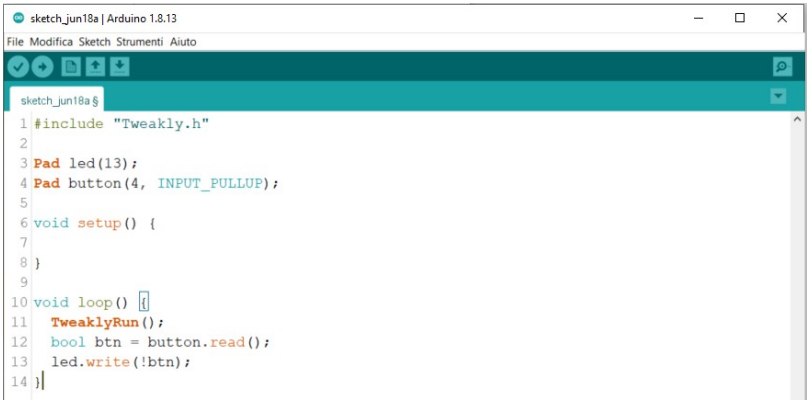 sketch_jun18a | Arduino 1.8.13
File Modifica Sketch Strumenti Aiuto
sketch_jun18a §
1 #include "Tweakly.h"
2
3 Pad led(13);
4 Pad button(4, INPUT_PULLUP);
5
6 void setup() {
7
8 }
9
10 void loop() {
11   TweaklyRun();
12   bool btn = button.read();
13   led.write(!btn);
14 }